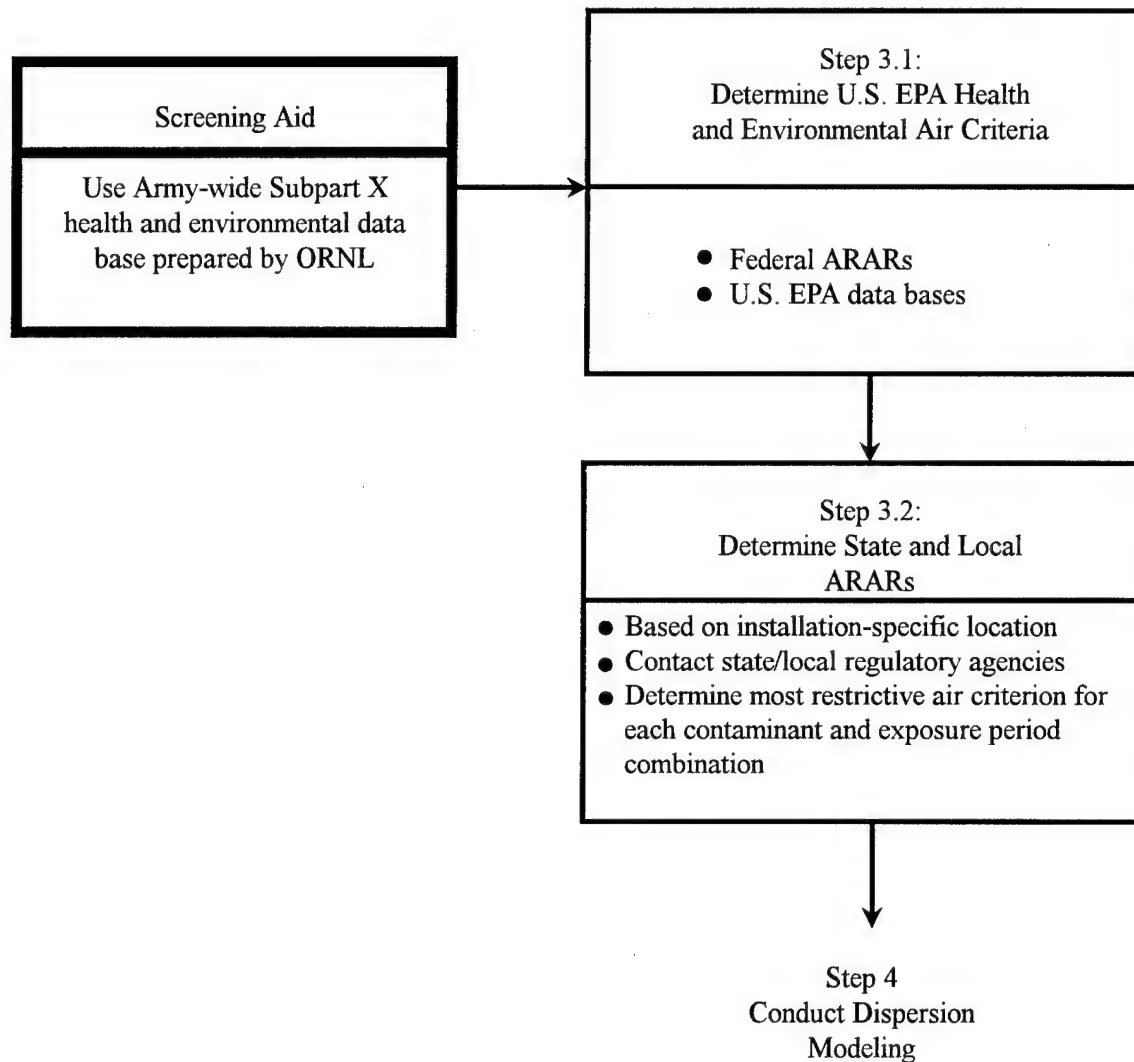 Screening Aid
Use Army-wide Subpart X
health and environmental data
base prepared by ORNL
Step 3.1:
Determine U.S. EPA Health
and Environmental Air Criteria
● Federal ARARs
● U.S. EPA data bases
Step 3.2:
Determine State and Local
ARARs
● Based on installation-specific location
● Contact state/local regulatory agencies
● Determine most restrictive air criterion for
each contaminant and exposure period
combination
Step 4
Conduct Dispersion
Modeling